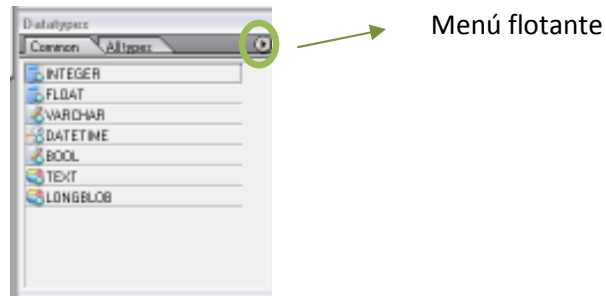 Datatypes
Menú flotante
Common All types
INTEGER
FLOAT
VARCHAR
DATETIME
BOOL
TEXT
LONGBLOB